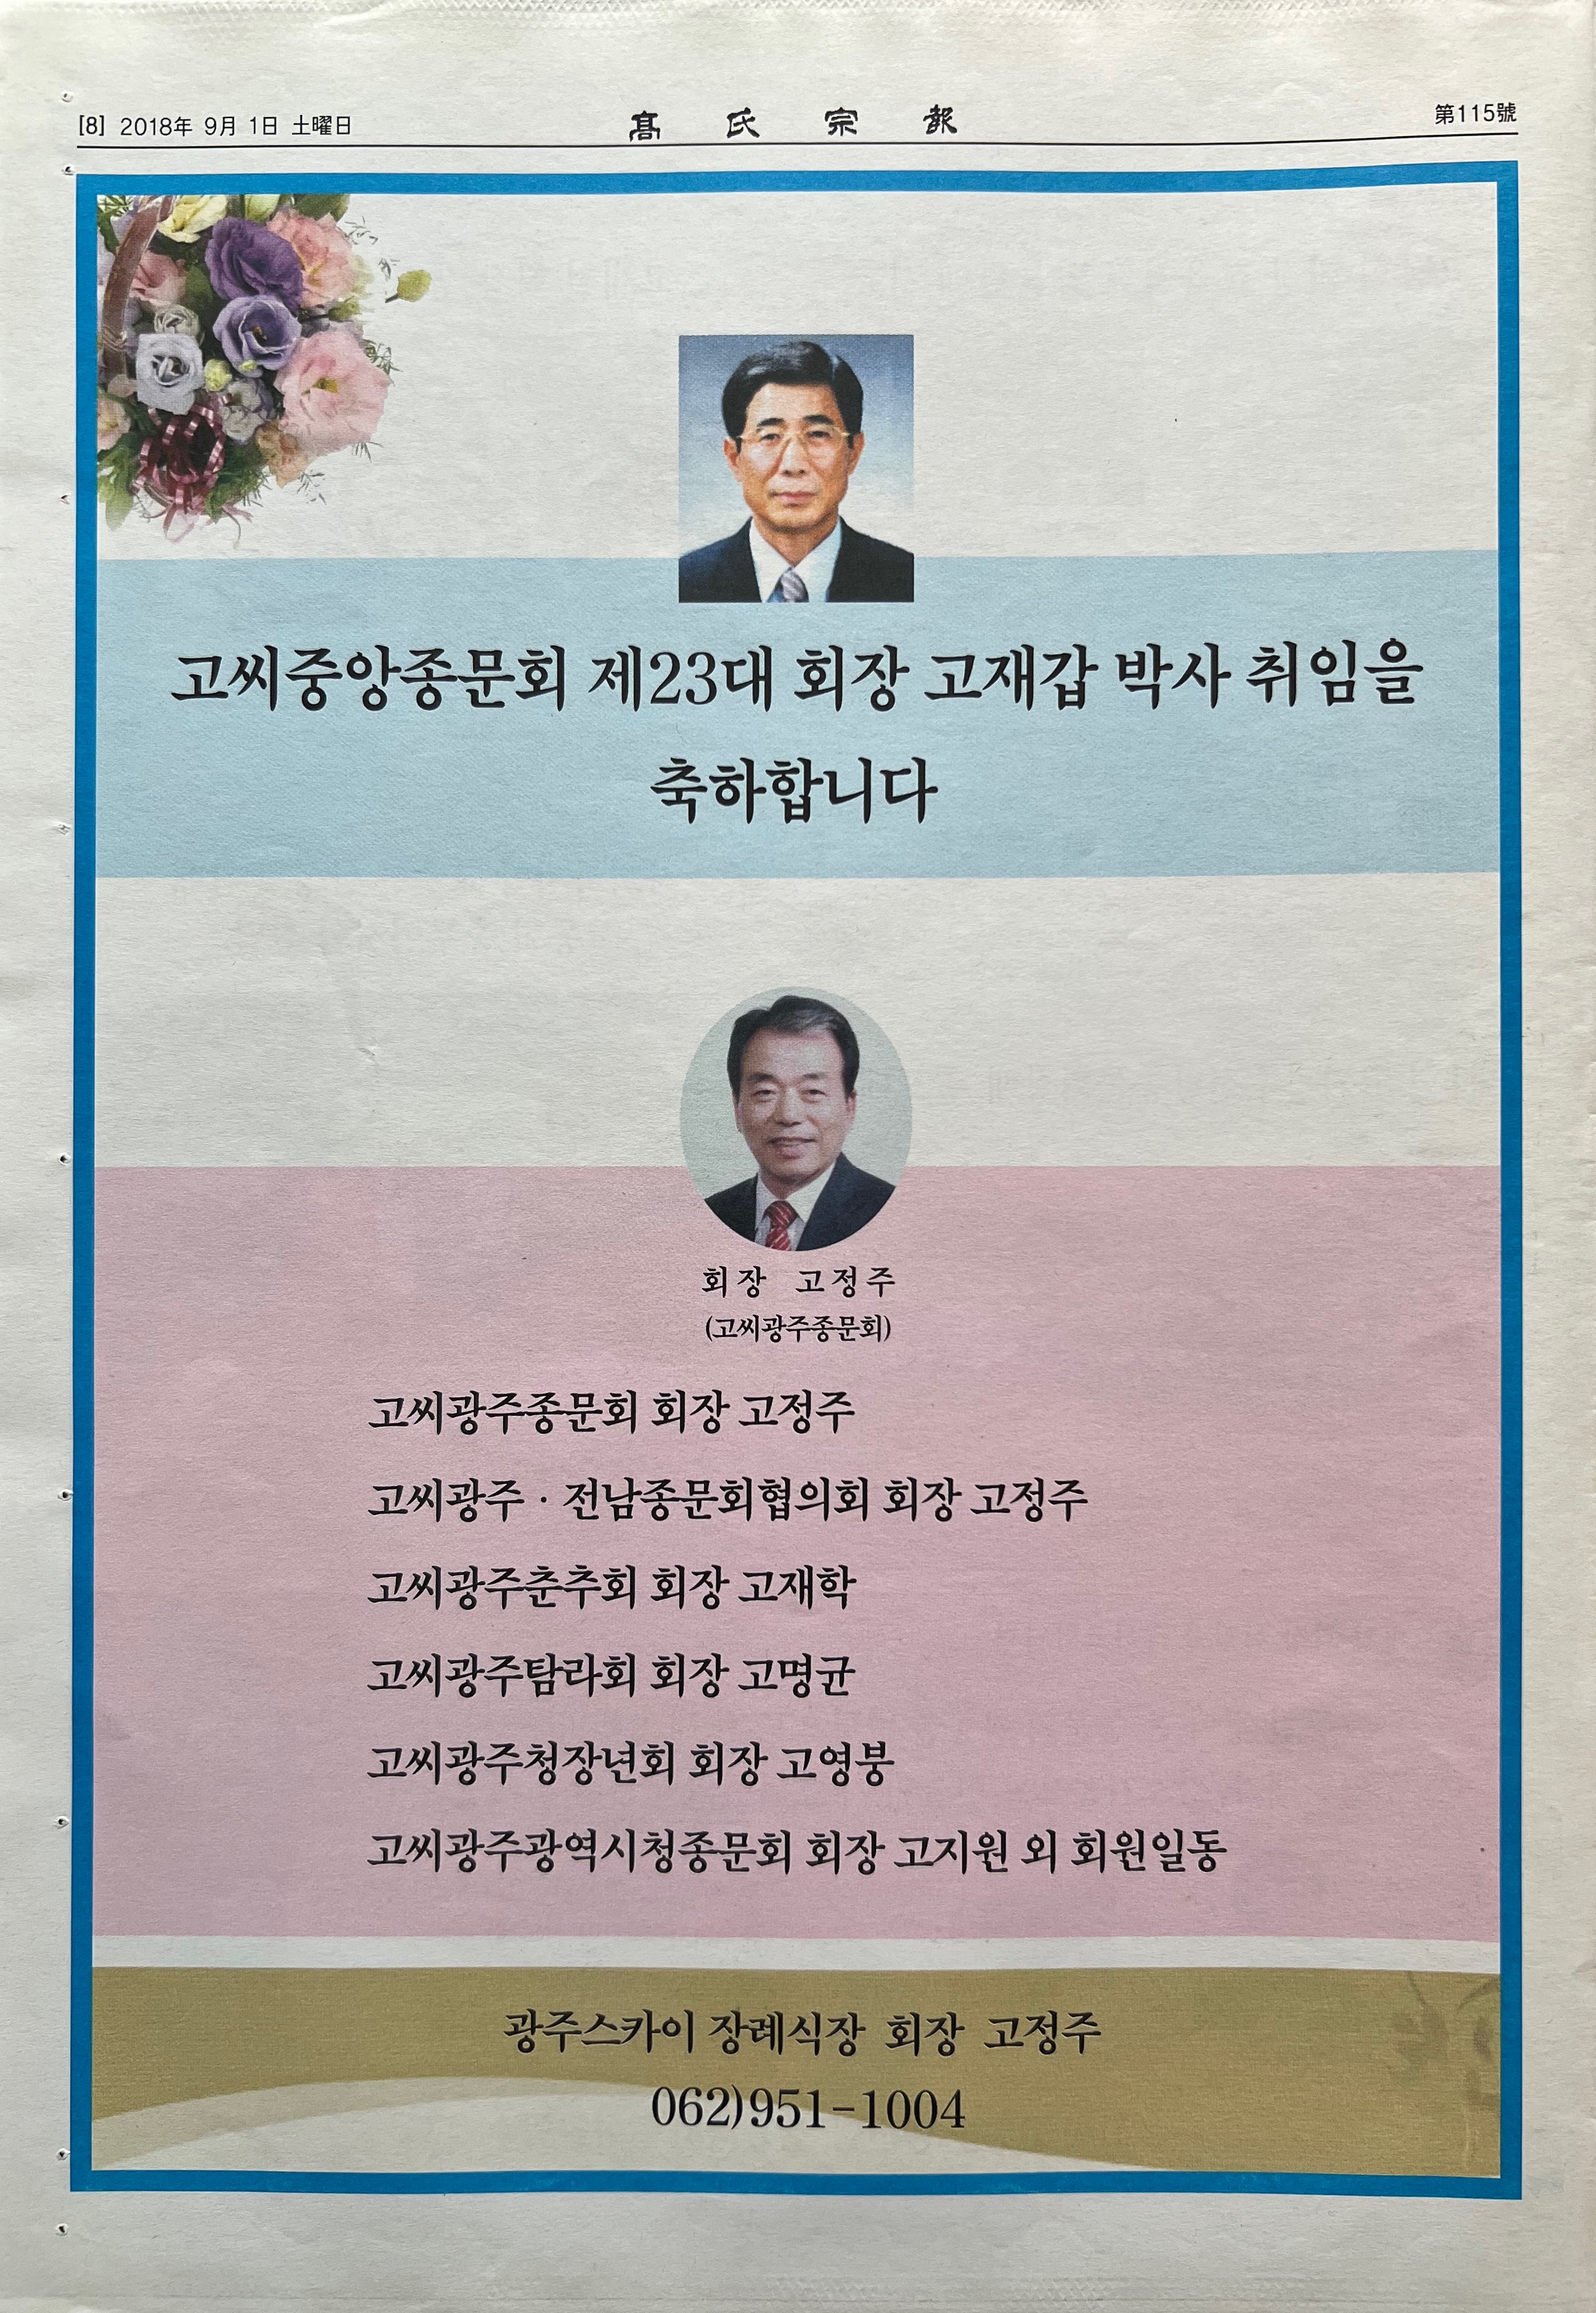 [8] 2018年 9月 1日 土曜日
髙氏宗報
第115號
고씨중앙종문회 제23대 회장 고재갑 박사 취임을
축하합니다
회장 고정주
(고씨광주종문회)
고씨광주종문회 회장 고정주
고씨광주 · 전남종문회협의회 회장 고정주
고씨광주춘추회 회장 고재학
고씨광주탐라회 회장 고명균
고씨광주청장년회 회장 고영붕
고씨광주광역시청종문회 회장 고지원 외 회원일동
광주스카이 장례식장 회장 고정주
062)951-1004